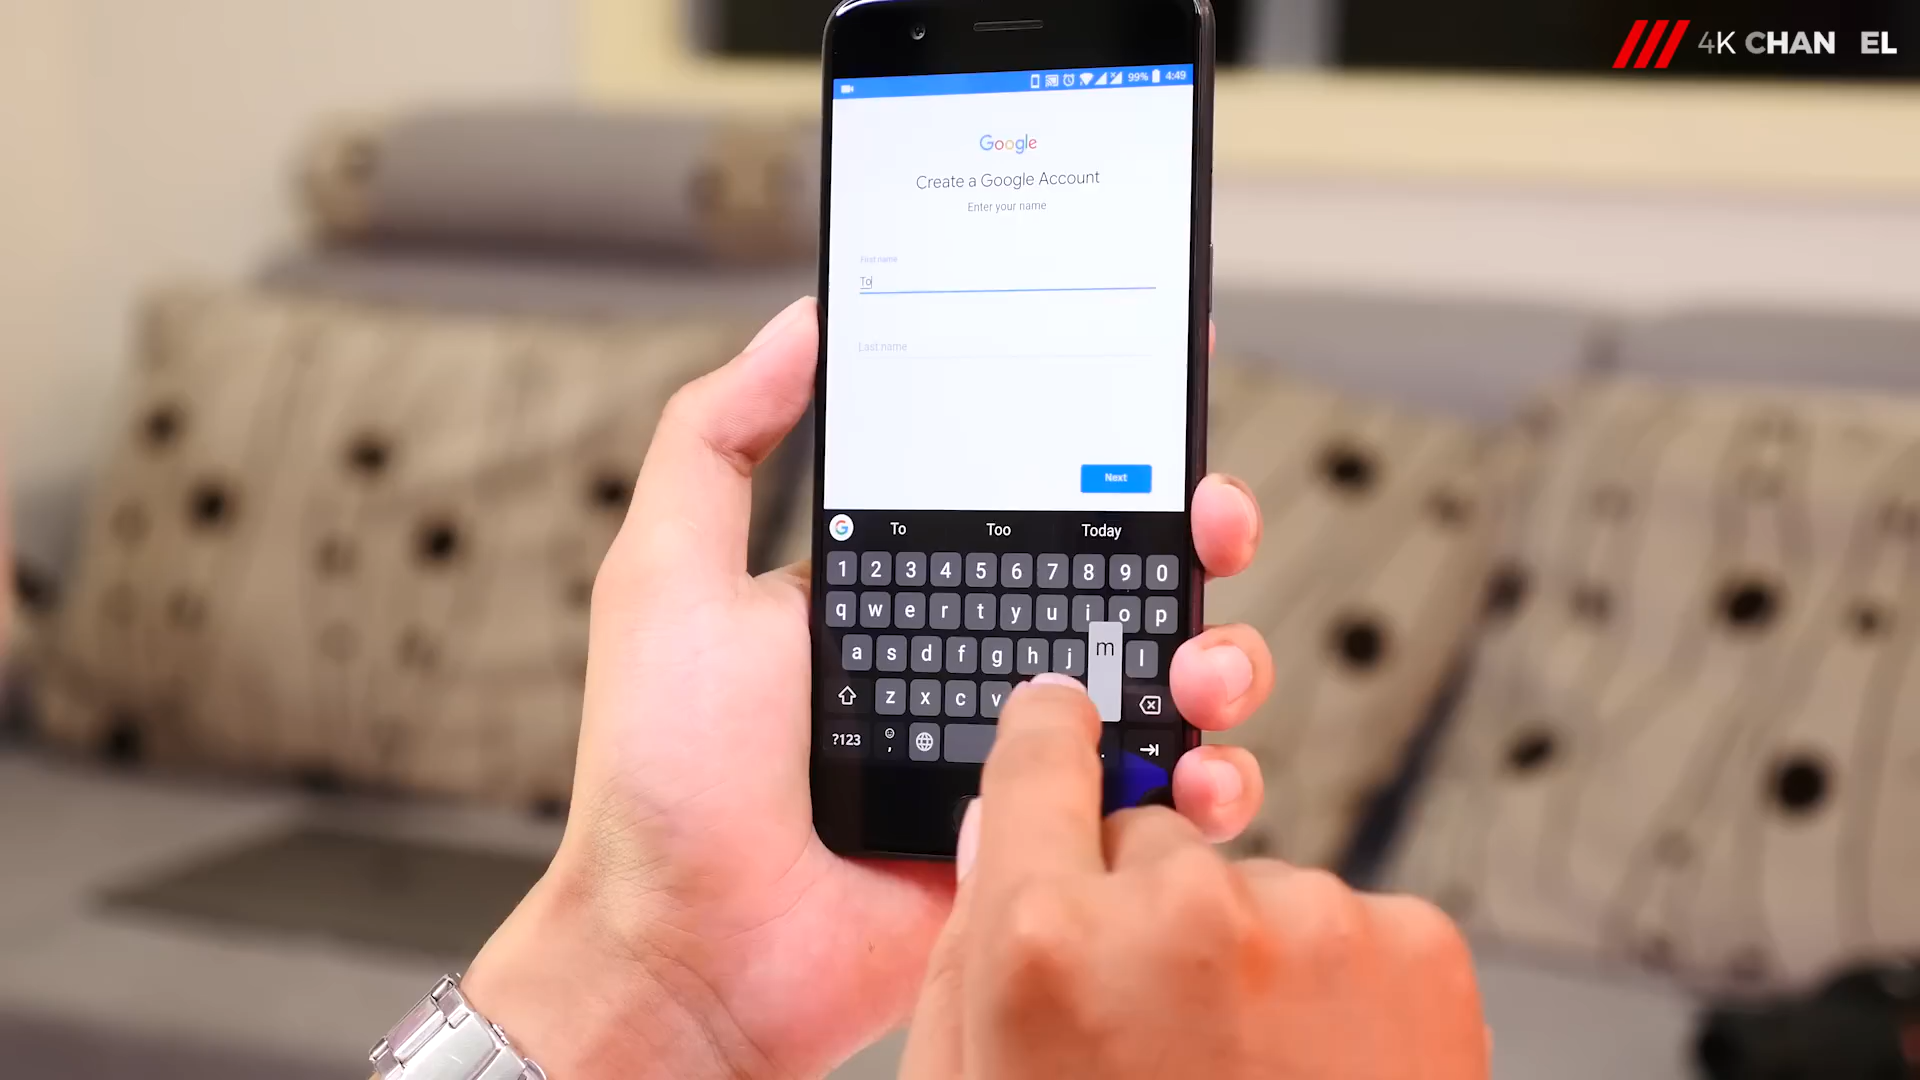 4K CHAN EL
99% 4:49
Google
Create a Google Account
Enter your name
First name
To
Last name
Next
To Too Today
1 2 3 4 5 6 7 8 9 0
q w e r t y u i o p
a s d f g h j m l
z x c v
?123 , .